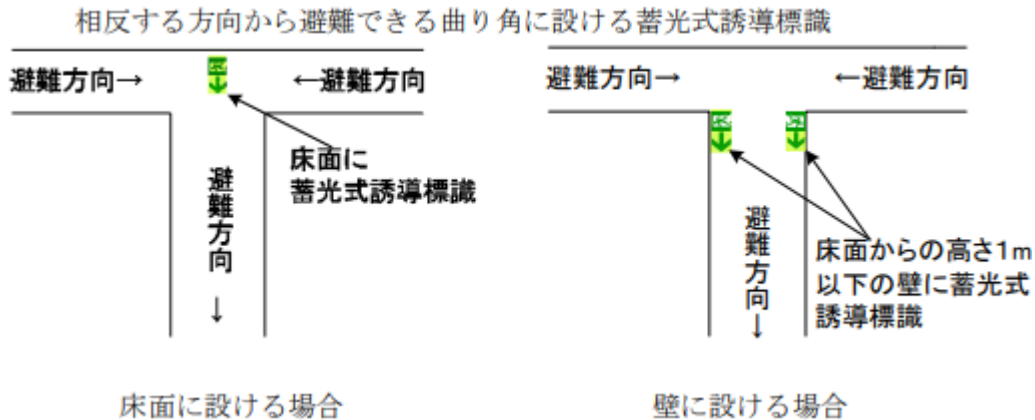 相反する方向から避難できる曲り角に設ける蓄光式誘導標識
避難方向→
←避難方向
床面に
蓄光式誘導標識
避難方向
↓
床面に設ける場合
避難方向→
←避難方向
避難方向↓
床面からの高さ1m
以下の壁に蓄光式
誘導標識
壁に設ける場合